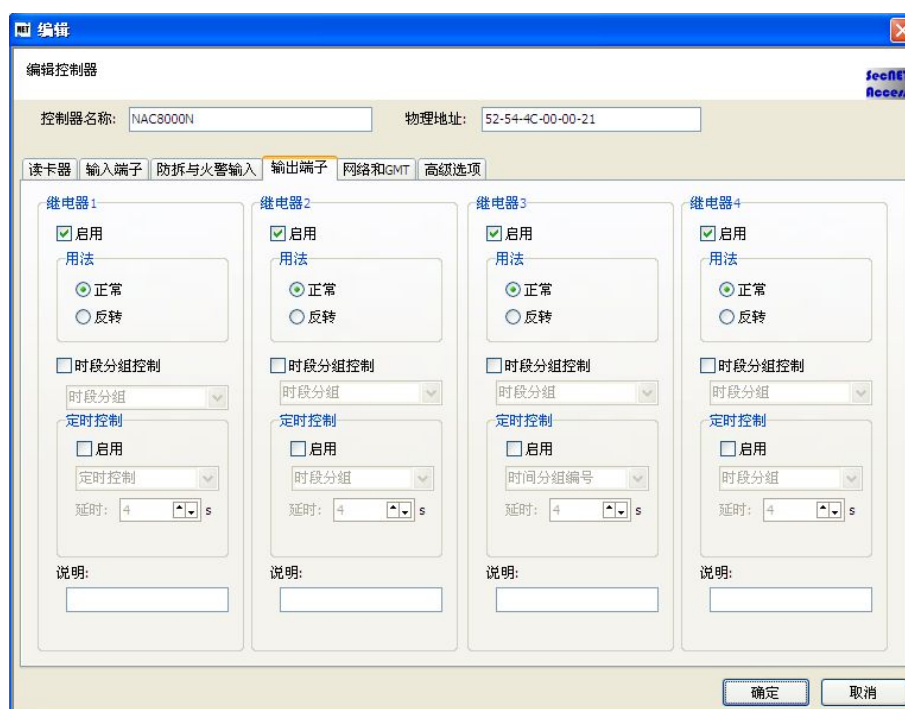 NET 编辑
编辑控制器
SecNET
Acces
控制器名称: NAC8000N 物理地址: 52-54-4C-00-00-21
读卡器 输入端子 防拆与火警输入 输出端子 网络和GMT 高级选项
继电器1 继电器2 继电器3 继电器4
启用 启用 启用 启用
用法 用法 用法 用法
正常 正常 正常 正常
反转 反转 反转 反转
时段分组控制 时段分组控制 时段分组控制 时段分组控制
时段分组 时段分组 时段分组 时段分组
定时控制 定时控制 定时控制 定时控制
启用 启用 启用 启用
定时控制 时段分组 时间分组编号 时段分组
延时: 4 s 延时: 4 s 延时: 4 s 延时: 4 s
说明: 说明: 说明: 说明:
确定 取消